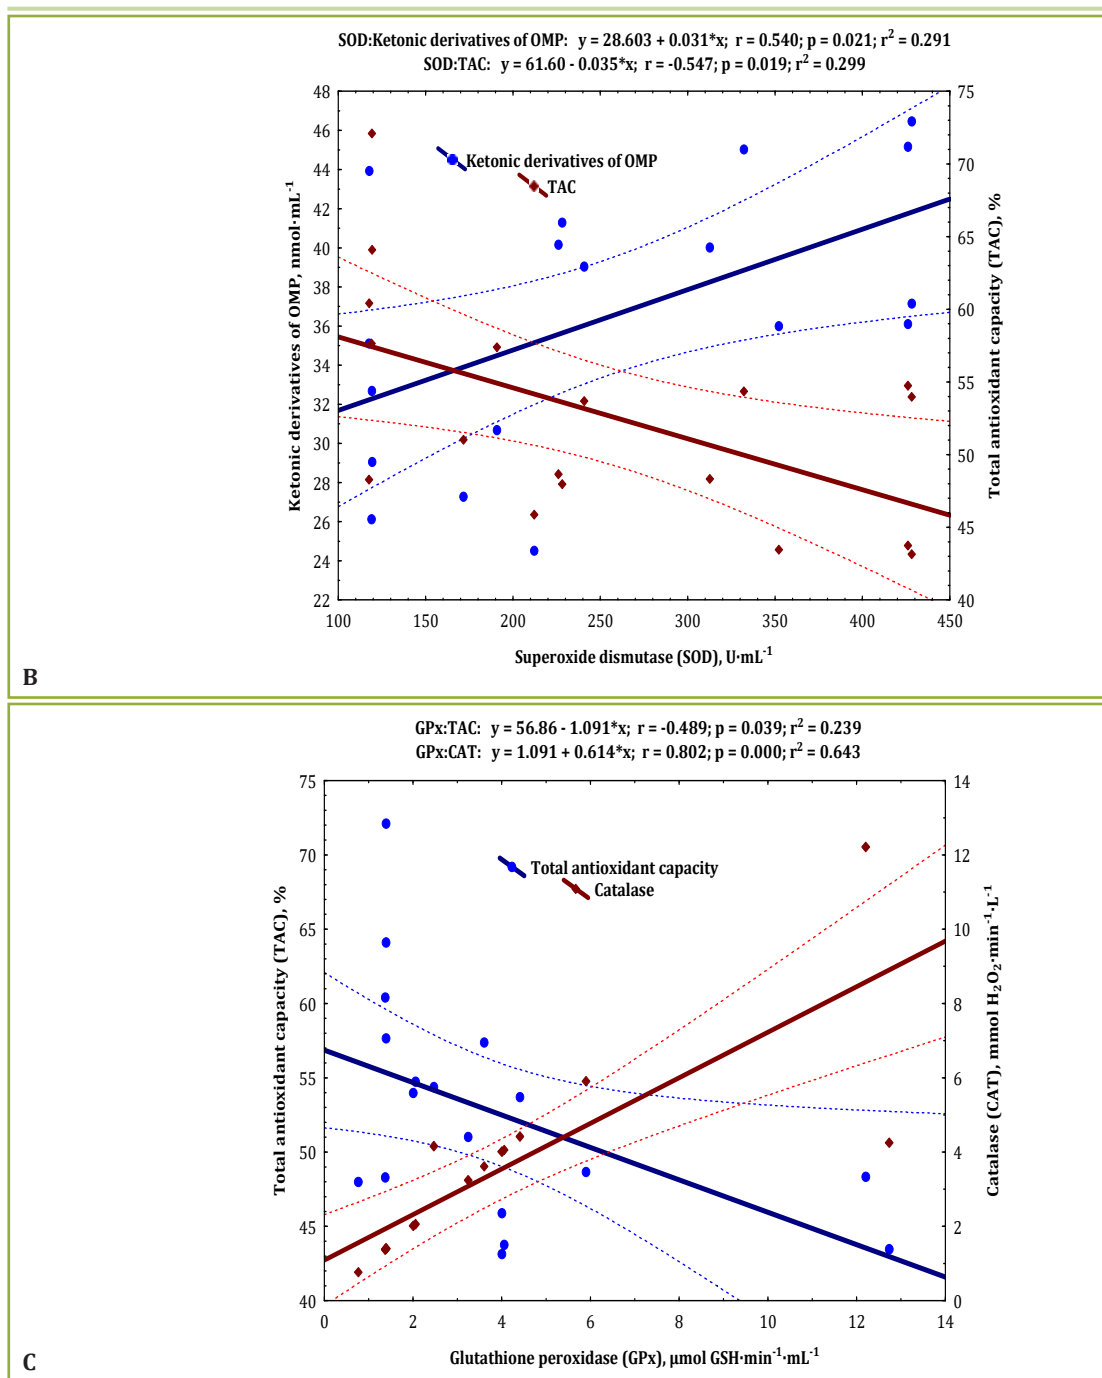 SOD:Ketonic derivatives of OMP: y = 28.603 + 0.031*x; r = 0.540; p = 0.021; r² = 0.291
SOD:TAC: y = 61.60 - 0.035*x; r = -0.547; p = 0.019; r² = 0.299
48
46
44
42
40
38
36
34
32
30
28
26
24
22
Ketonic derivatives of OMP, nmol·mL⁻¹
Ketonic derivatives of OMP
TAC
75
70
65
60
55
50
45
40
Total antioxidant capacity (TAC), %
100 150 200 250 300 350 400 450
Superoxide dismutase (SOD), U·mL⁻¹
B
GPx:TAC: y = 56.86 - 1.091*x; r = -0.489; p = 0.039; r² = 0.239
GPx:CAT: y = 1.091 + 0.614*x; r = 0.802; p = 0.000; r² = 0.643
75
70
65
60
55
50
45
40
Total antioxidant capacity (TAC), %
Total antioxidant capacity
Catalase
14
12
10
8
6
4
2
0
Catalase (CAT), mmol H₂O₂·min⁻¹·L⁻¹
0 2 4 6 8 10 12 14
Glutathione peroxidase (GPx), μmol GSH·min⁻¹·mL⁻¹
C